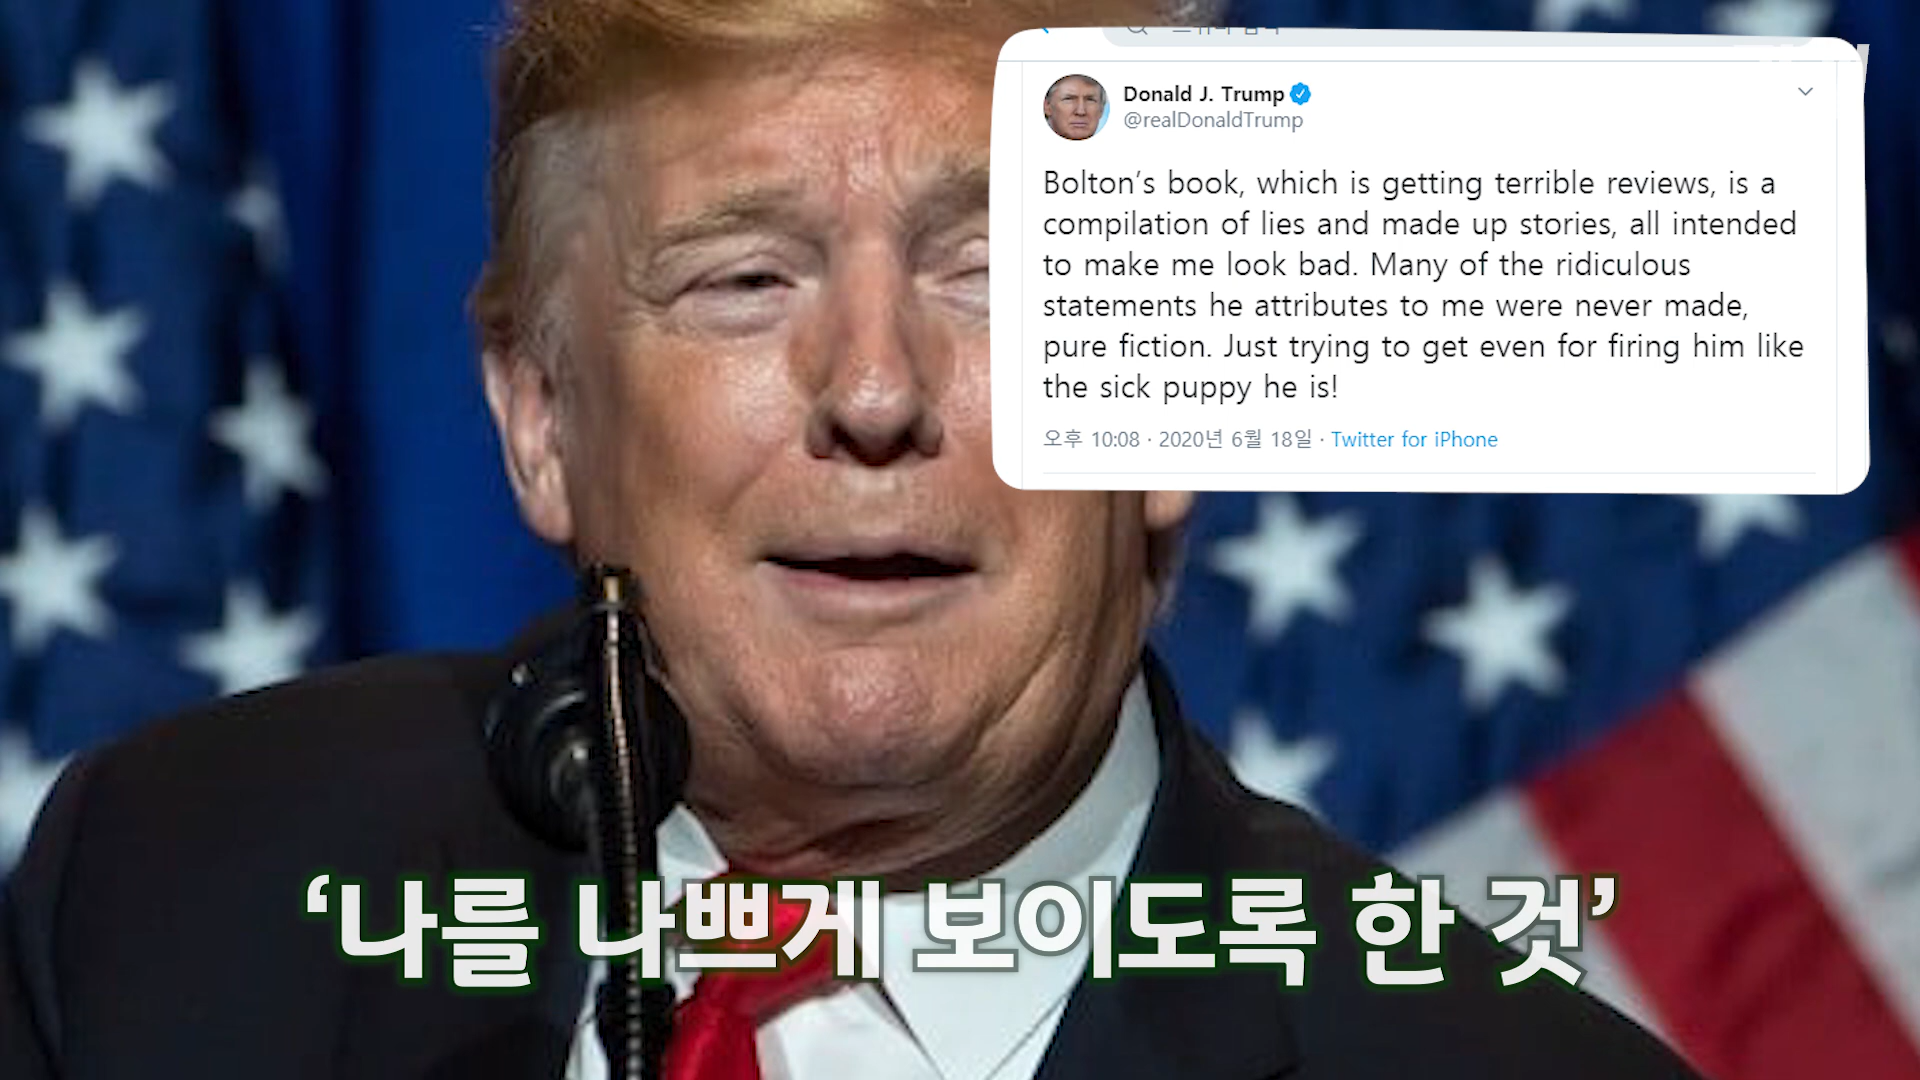 Donald J. Trump
@realDonaldTrump
Bolton’s book, which is getting terrible reviews, is a
compilation of lies and made up stories, all intended
to make me look bad. Many of the ridiculous
statements he attributes to me were never made,
pure fiction. Just trying to get even for firing him like
the sick puppy he is!
오후 10:08 · 2020년 6월 18일 · Twitter for iPhone
‘나를 나쁘게 보이도록 한 것’